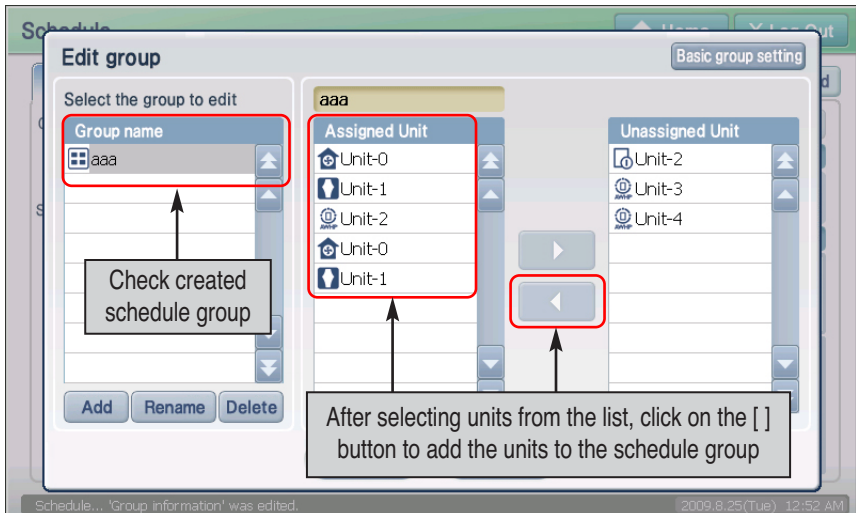 Schedule
Home
X Log Out
Edit group
Basic group setting
Select the group to edit
aaa
Group name
Assigned Unit
Unassigned Unit
aaa
Unit-0
Unit-2
Unit-1
Unit-3
Unit-2
Unit-4
Unit-0
Unit-1
Check created
schedule group
Add
Rename
Delete
After selecting units from the list, click on the [ ]
button to add the units to the schedule group
Schedule... 'Group information' was edited.
2009.8.25(Tue) 12:52 AM